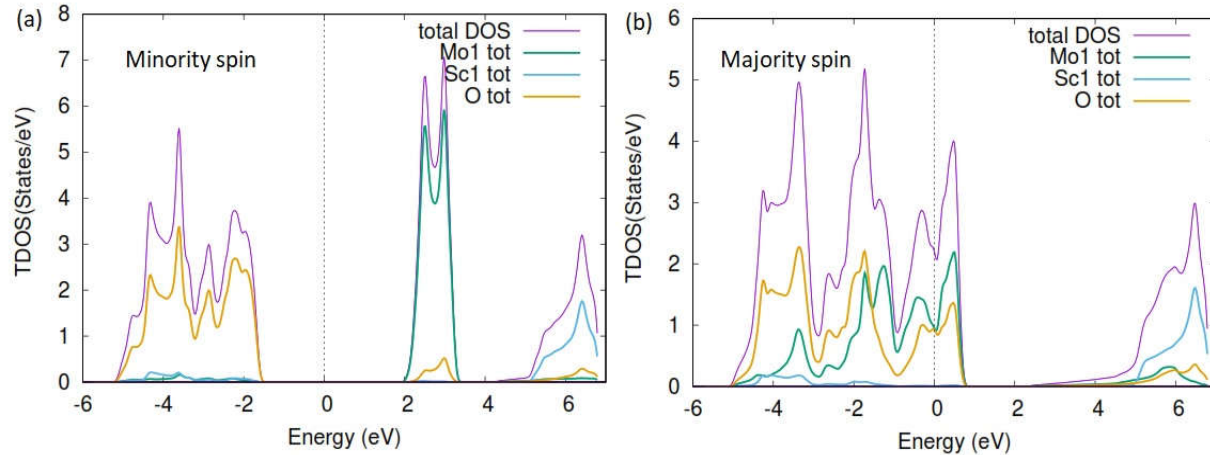 (a)
TDOS(States/eV)
8
7
6
5
4
3
2
1
0
Minority spin
total DOS
Mo1 tot
Sc1 tot
O tot
-6 -4 -2 0 2 4 6
Energy (eV)
(b)
TDOS(States/eV)
6
5
4
3
2
1
0
Majority spin
total DOS
Mo1 tot
Sc1 tot
O tot
-6 -4 -2 0 2 4 6
Energy (eV)